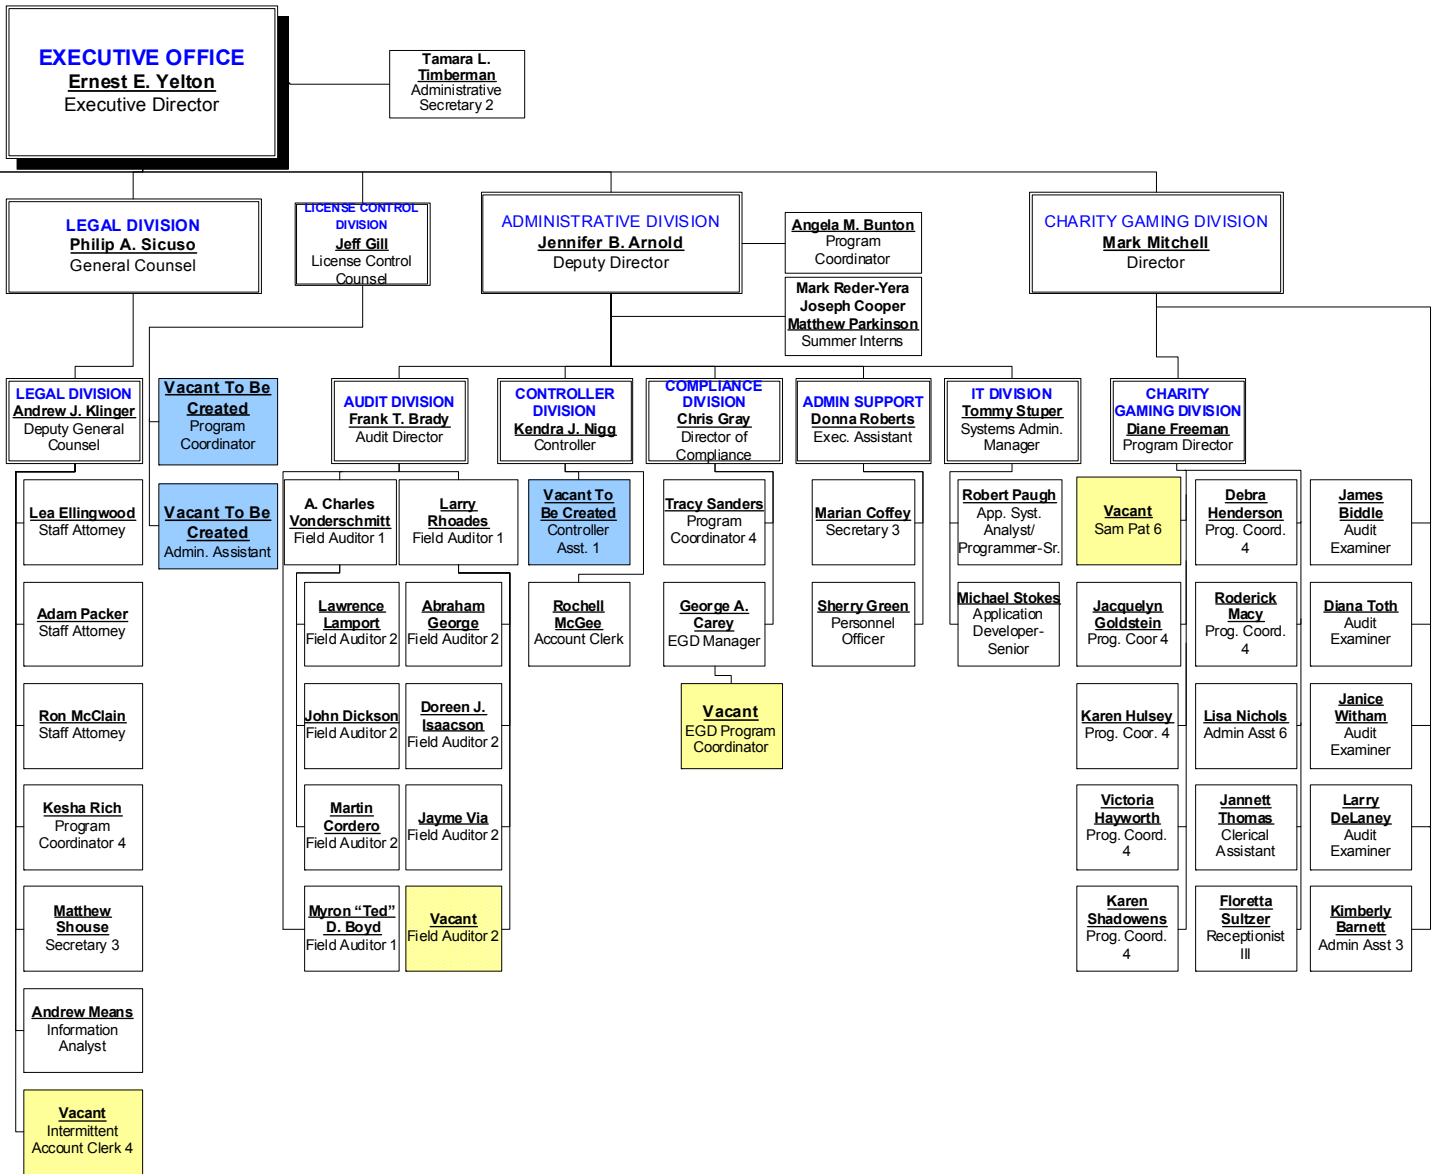 EXECUTIVE OFFICE
Ernest E. Yelton
Executive Director
Tamara L.
Timberman
Administrative
Secretary 2
LEGAL DIVISION
Philip A. Sicuso
General Counsel
LICENSE CONTROL
DIVISION
Jeff Gill
License Control
Counsel
ADMINISTRATIVE DIVISION
Jennifer B. Arnold
Deputy Director
Angela M. Bunton
Program
Coordinator
Mark Reder-Yera
Joseph Cooper
Matthew Parkinson
Summer Interns
CHARITY GAMING DIVISION
Mark Mitchell
Director
LEGAL DIVISION
Andrew J. Klinger
Deputy General
Counsel
Vacant To Be
Created
Program
Coordinator
AUDIT DIVISION
Frank T. Brady
Audit Director
CONTROLLER
DIVISION
Kendra J. Nigg
Controller
COMPLIANCE
DIVISION
Chris Gray
Director of
Compliance
ADMIN SUPPORT
Donna Roberts
Exec. Assistant
IT DIVISION
Tommy Stuper
Systems Admin.
Manager
CHARITY
GAMING DIVISION
Diane Freeman
Program Director
Lea Ellingwood
Staff Attorney
Vacant To Be
Created
Admin. Assistant
A. Charles
Vonderschmitt
Field Auditor 1
Larry
Rhoades
Field Auditor 1
Vacant To
Be Created
Controller
Asst. 1
Tracy Sanders
Program
Coordinator 4
Marian Coffey
Secretary 3
Robert Paugh
App. Syst.
Analyst/
Programmer-Sr.
Vacant
Sam Pat 6
Debra
Henderson
Prog. Coord.
4
James
Biddle
Audit
Examiner
Adam Packer
Staff Attorney
Lawrence
Lamport
Field Auditor 2
Abraham
George
Field Auditor 2
Rochell
McGee
Account Clerk
George A.
Carey
EGD Manager
Sherry Green
Personnel
Officer
Michael Stokes
Application
Developer-
Senior
Jacquelyn
Goldstein
Prog. Coor 4
Roderick
Macy
Prog. Coord.
4
Diana Toth
Audit
Examiner
Ron McClain
Staff Attorney
John Dickson
Field Auditor 2
Doreen J.
Isaacson
Field Auditor 2
Vacant
EGD Program
Coordinator
Karen Hulsey
Prog. Coor. 4
Lisa Nichols
Admin Asst 6
Janice
Witham
Audit
Examiner
Kesha Rich
Program
Coordinator 4
Martin
Cordero
Field Auditor 2
Jayme Via
Field Auditor 2
Victoria
Hayworth
Prog. Coord.
4
Jannett
Thomas
Clerical
Assistant
Larry
DeLaney
Audit
Examiner
Matthew
Shouse
Secretary 3
Myron “Ted”
D. Boyd
Field Auditor 1
Vacant
Field Auditor 2
Karen
Shadowens
Prog. Coord.
4
Floretta
Sultzer
Receptionist
III
Kimberly
Barnett
Admin Asst 3
Andrew Means
Information
Analyst
Vacant
Intermittent
Account Clerk 4